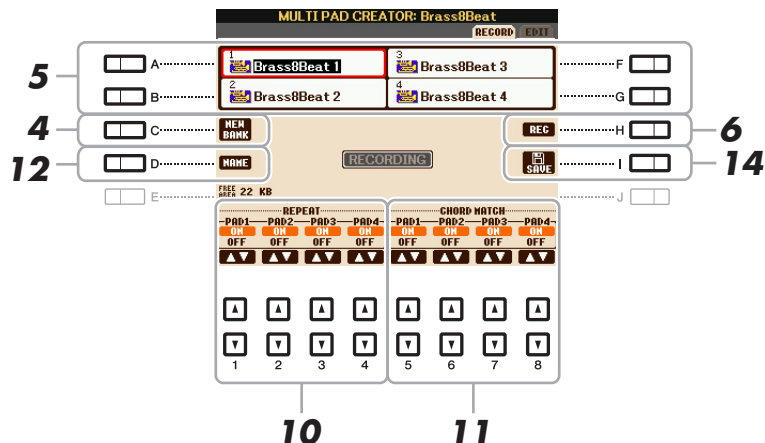 MULTI PAD CREATOR: Brass8Beat
RECORD EDIT
5 A 1 Brass8Beat 1 3 Brass8Beat 3 F
B 2 Brass8Beat 2 4 Brass8Beat 4 G
4 C NEW BANK REC H 6
12 D NAME RECORDING SAVE I 14
E J
FREE AREA 22 KB
REPEAT CHORD MATCH
PAD1 PAD2 PAD3 PAD4 PAD1 PAD2 PAD3 PAD4
ON ON ON ON ON ON ON ON
OFF OFF OFF OFF OFF OFF OFF OFF
1 2 3 4 5 6 7 8
10 11